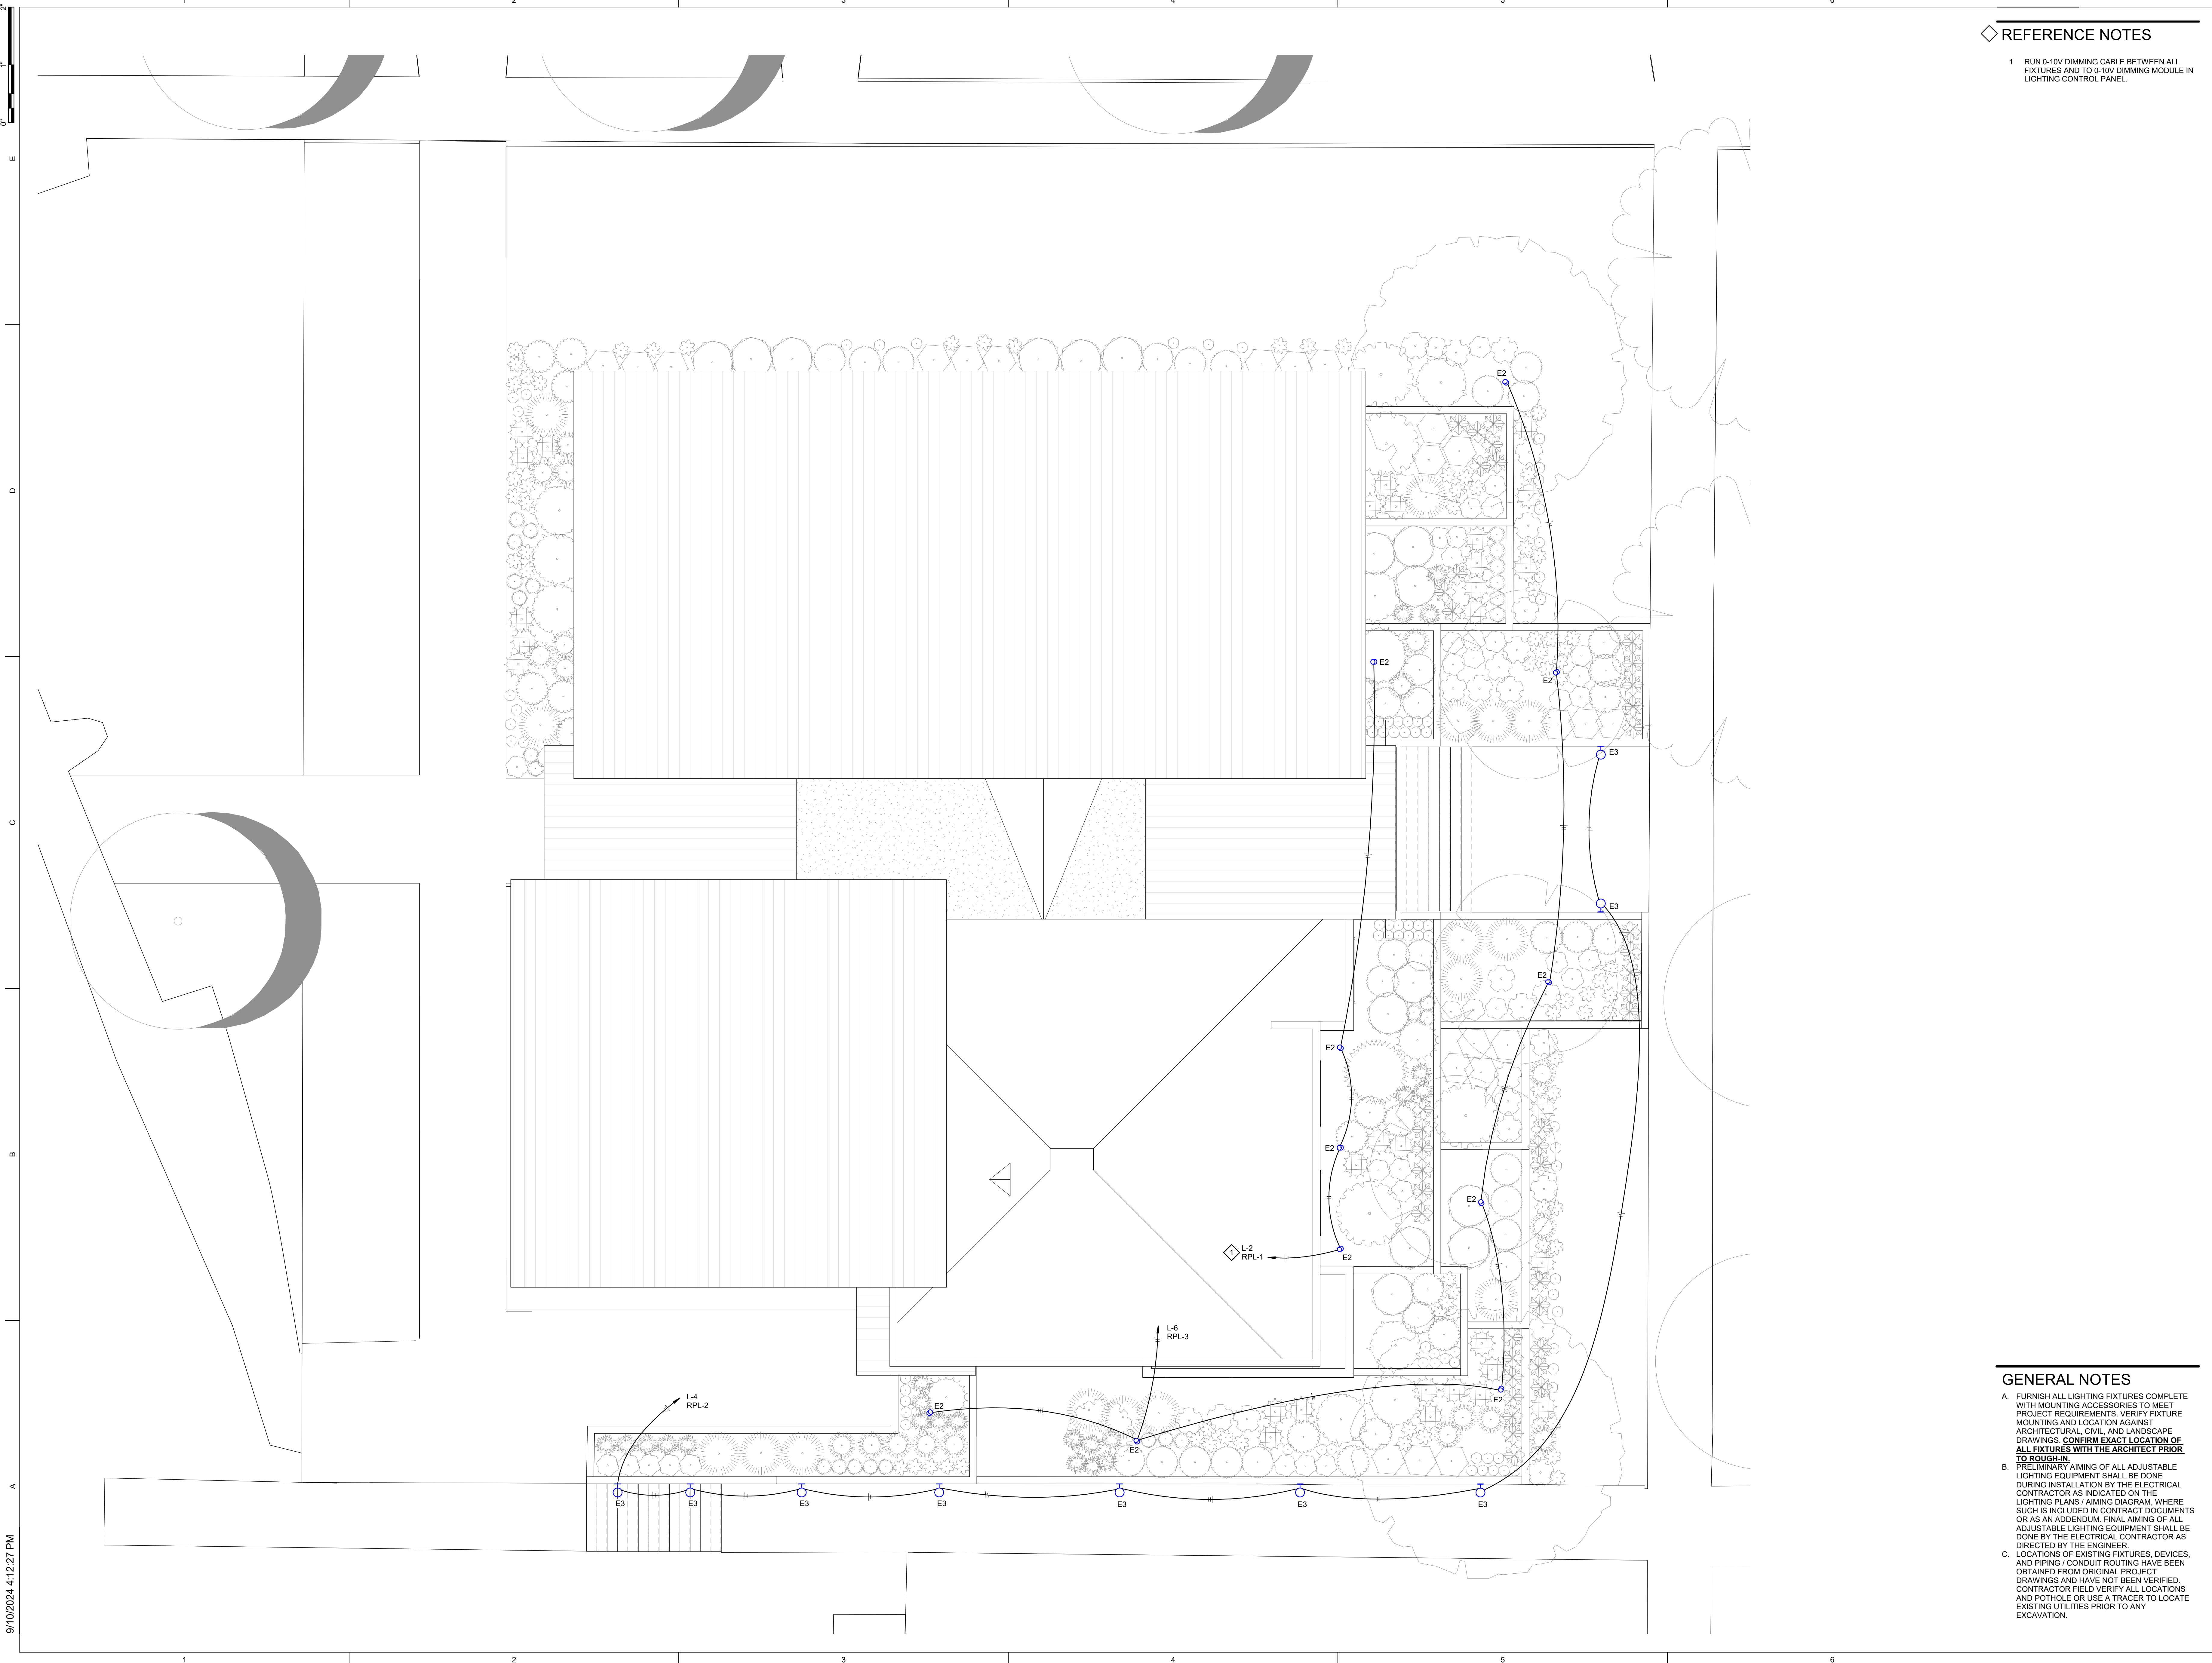 1
2
3
4
5
6
2"
1"
0"
E
D
C
B
A
9/10/2024 4:12:27 PM
REFERENCE NOTES
1 RUN 0-10V DIMMING CABLE BETWEEN ALL
FIXTURES AND TO 0-10V DIMMING MODULE IN
LIGHTING CONTROL PANEL.
E2
E2
E2
E3
E3
E2
E2
E2
E2
1
L-2
RPL-1
E2
L-6
RPL-3
L-4
RPL-2
E2
E2
E2
E3
E3
E3
E3
E3
E3
E3
GENERAL NOTES
A. FURNISH ALL LIGHTING FIXTURES COMPLETE
WITH MOUNTING ACCESSORIES TO MEET
PROJECT REQUIREMENTS. VERIFY FIXTURE
MOUNTING AND LOCATION AGAINST
ARCHITECTURAL, CIVIL, AND LANDSCAPE
DRAWINGS. CONFIRM EXACT LOCATION OF
ALL FIXTURES WITH THE ARCHITECT PRIOR
TO ROUGH-IN.
B. PRELIMINARY AIMING OF ALL ADJUSTABLE
LIGHTING EQUIPMENT SHALL BE DONE
DURING INSTALLATION BY THE ELECTRICAL
CONTRACTOR AS INDICATED ON THE
LIGHTING PLANS / AIMING DIAGRAM, WHERE
SUCH IS INCLUDED IN CONTRACT DOCUMENTS
OR AS AN ADDENDUM. FINAL AIMING OF ALL
ADJUSTABLE LIGHTING EQUIPMENT SHALL BE
DONE BY THE ELECTRICAL CONTRACTOR AS
DIRECTED BY THE ENGINEER.
C. LOCATIONS OF EXISTING FIXTURES, DEVICES,
AND PIPING / CONDUIT ROUTING HAVE BEEN
OBTAINED FROM ORIGINAL PROJECT
DRAWINGS AND HAVE NOT BEEN VERIFIED.
CONTRACTOR FIELD VERIFY ALL LOCATIONS
AND POTHOLE OR USE A TRACER TO LOCATE
EXISTING UTILITIES PRIOR TO ANY
EXCAVATION.
1
2
3
4
5
6